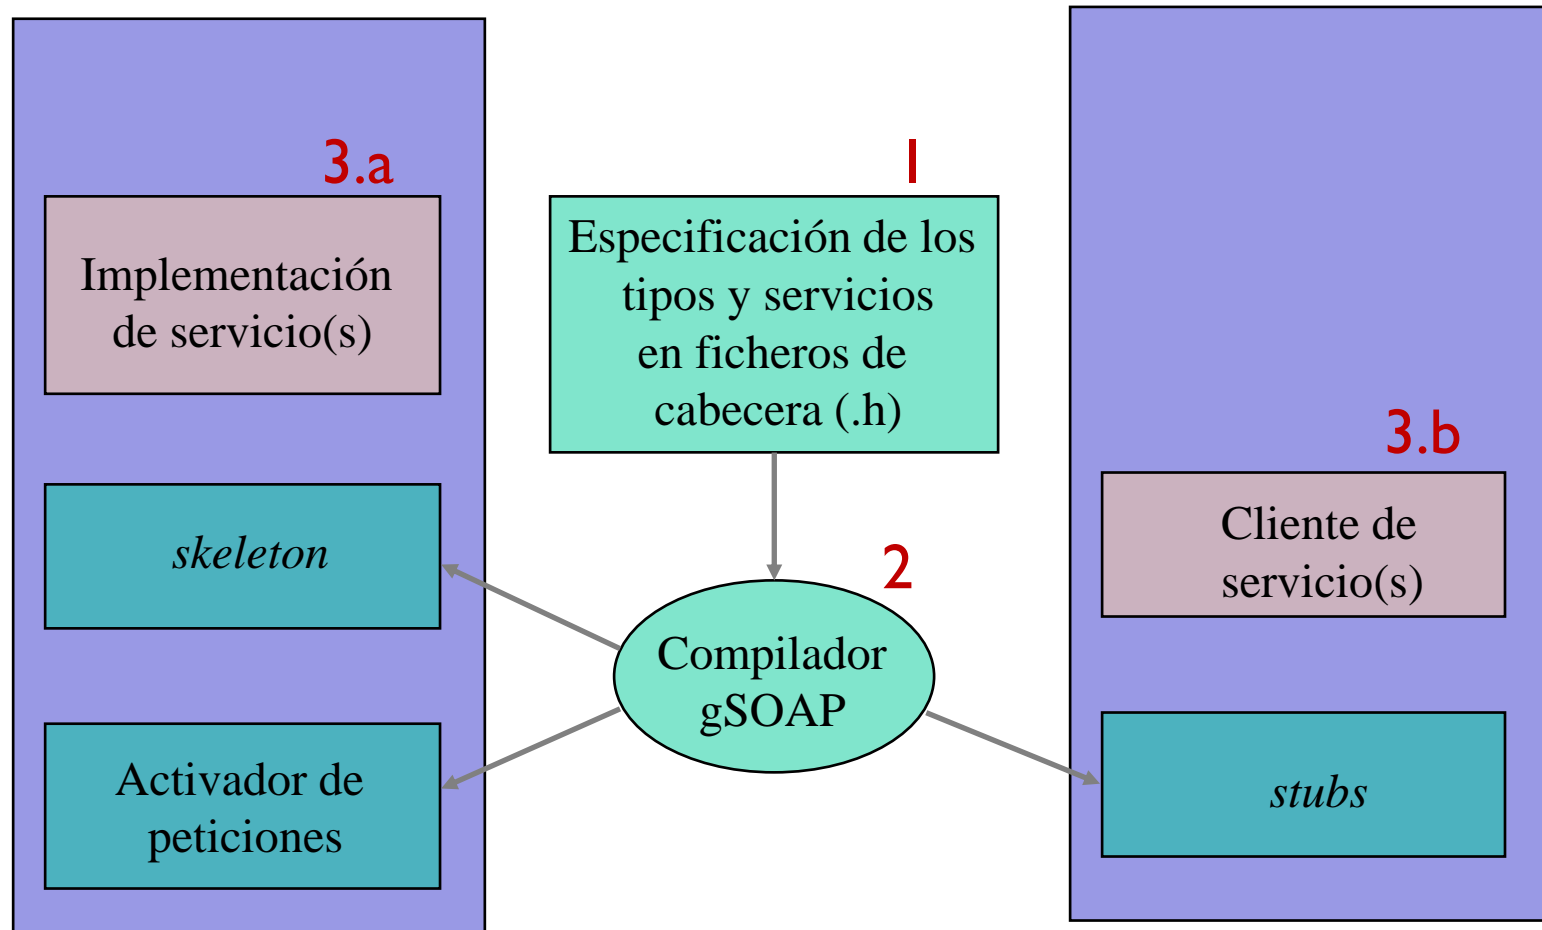 3.a
Implementación
de servicio(s)
skeleton
Activador de
peticiones
1
Especificación de los
tipos y servicios
en ficheros de
cabecera (.h)
2
Compilador
gSOAP
3.b
Cliente de
servicio(s)
stubs